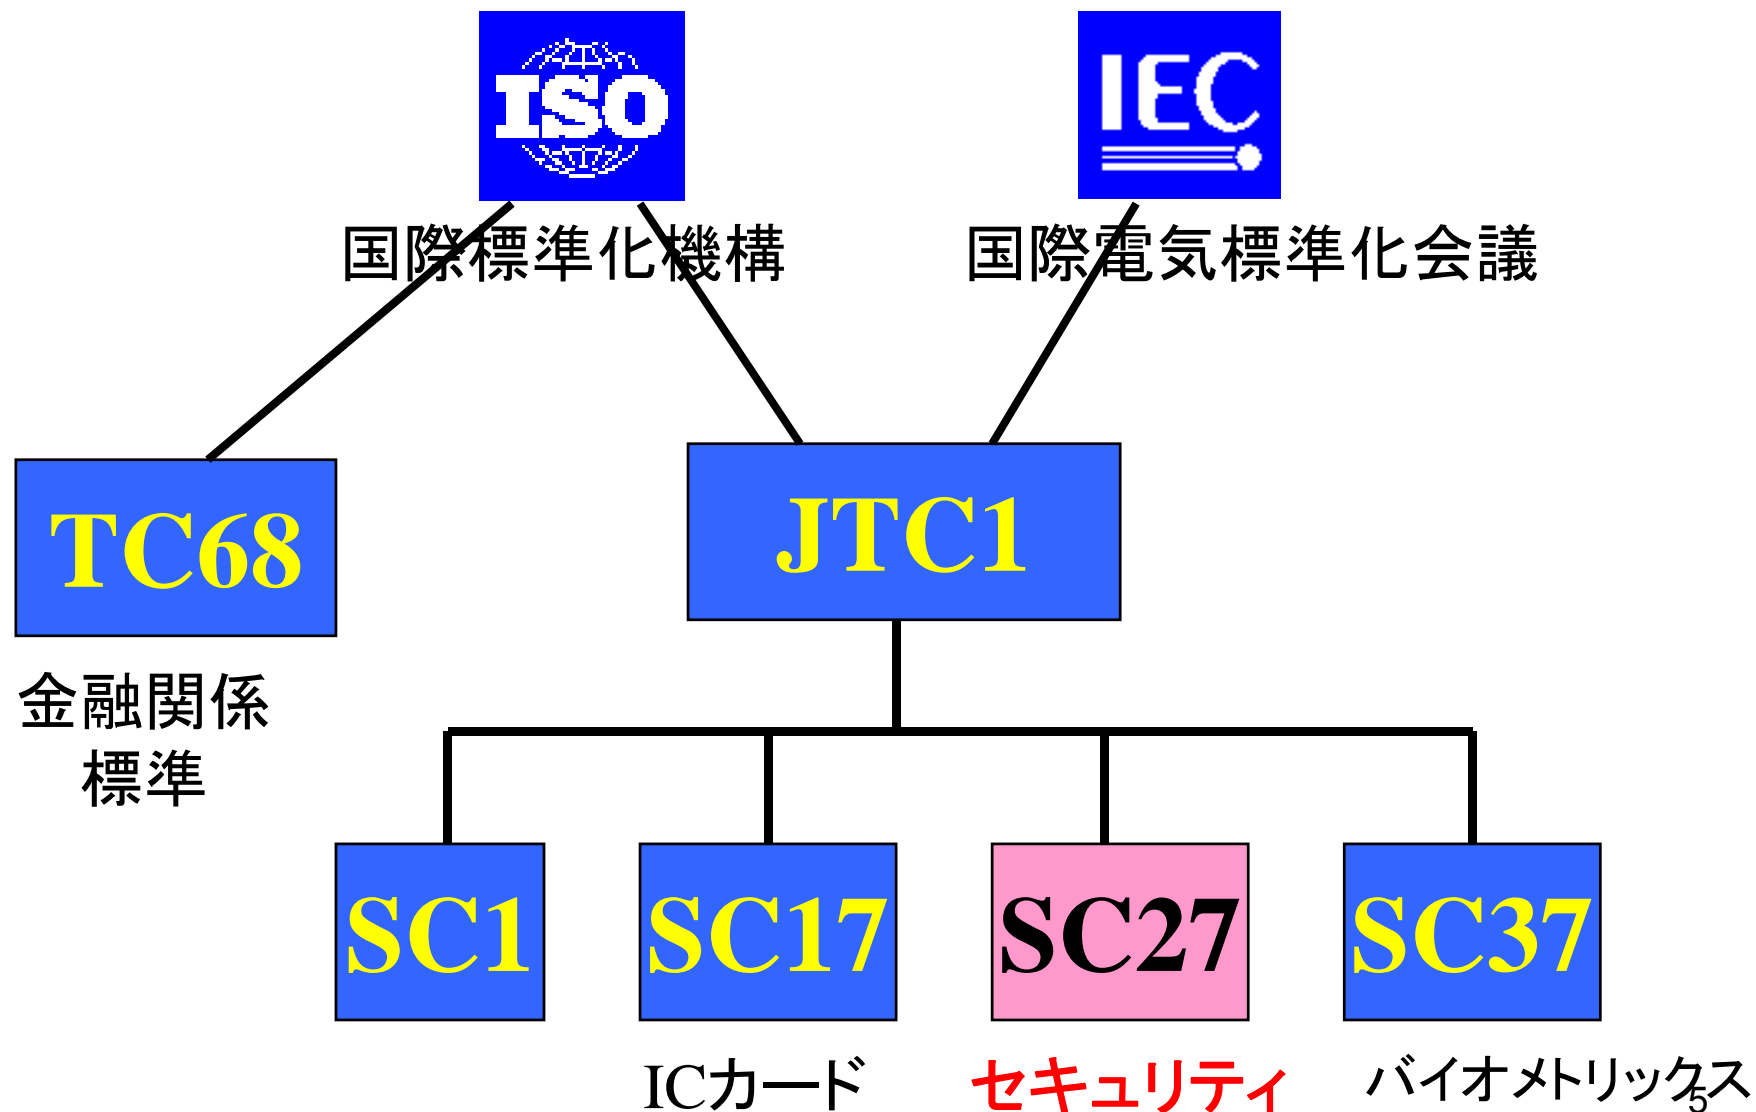 ISO
IEC
国際標準化機構
国際電気標準化会議
TC68
JTC1
金融関係
標準
SC1
SC17
SC27
SC37
ICカード
セキュリティ
バイオメトリックス
5